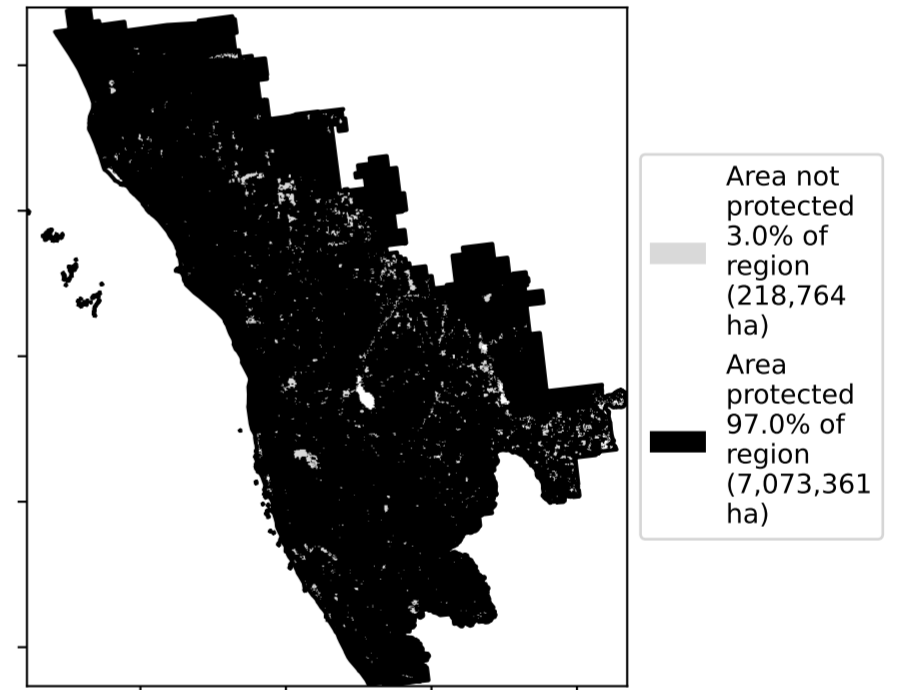 Area not
protected
3.0% of
region
(218,764
ha)
Area
protected
97.0% of
region
(7,073,361
ha)